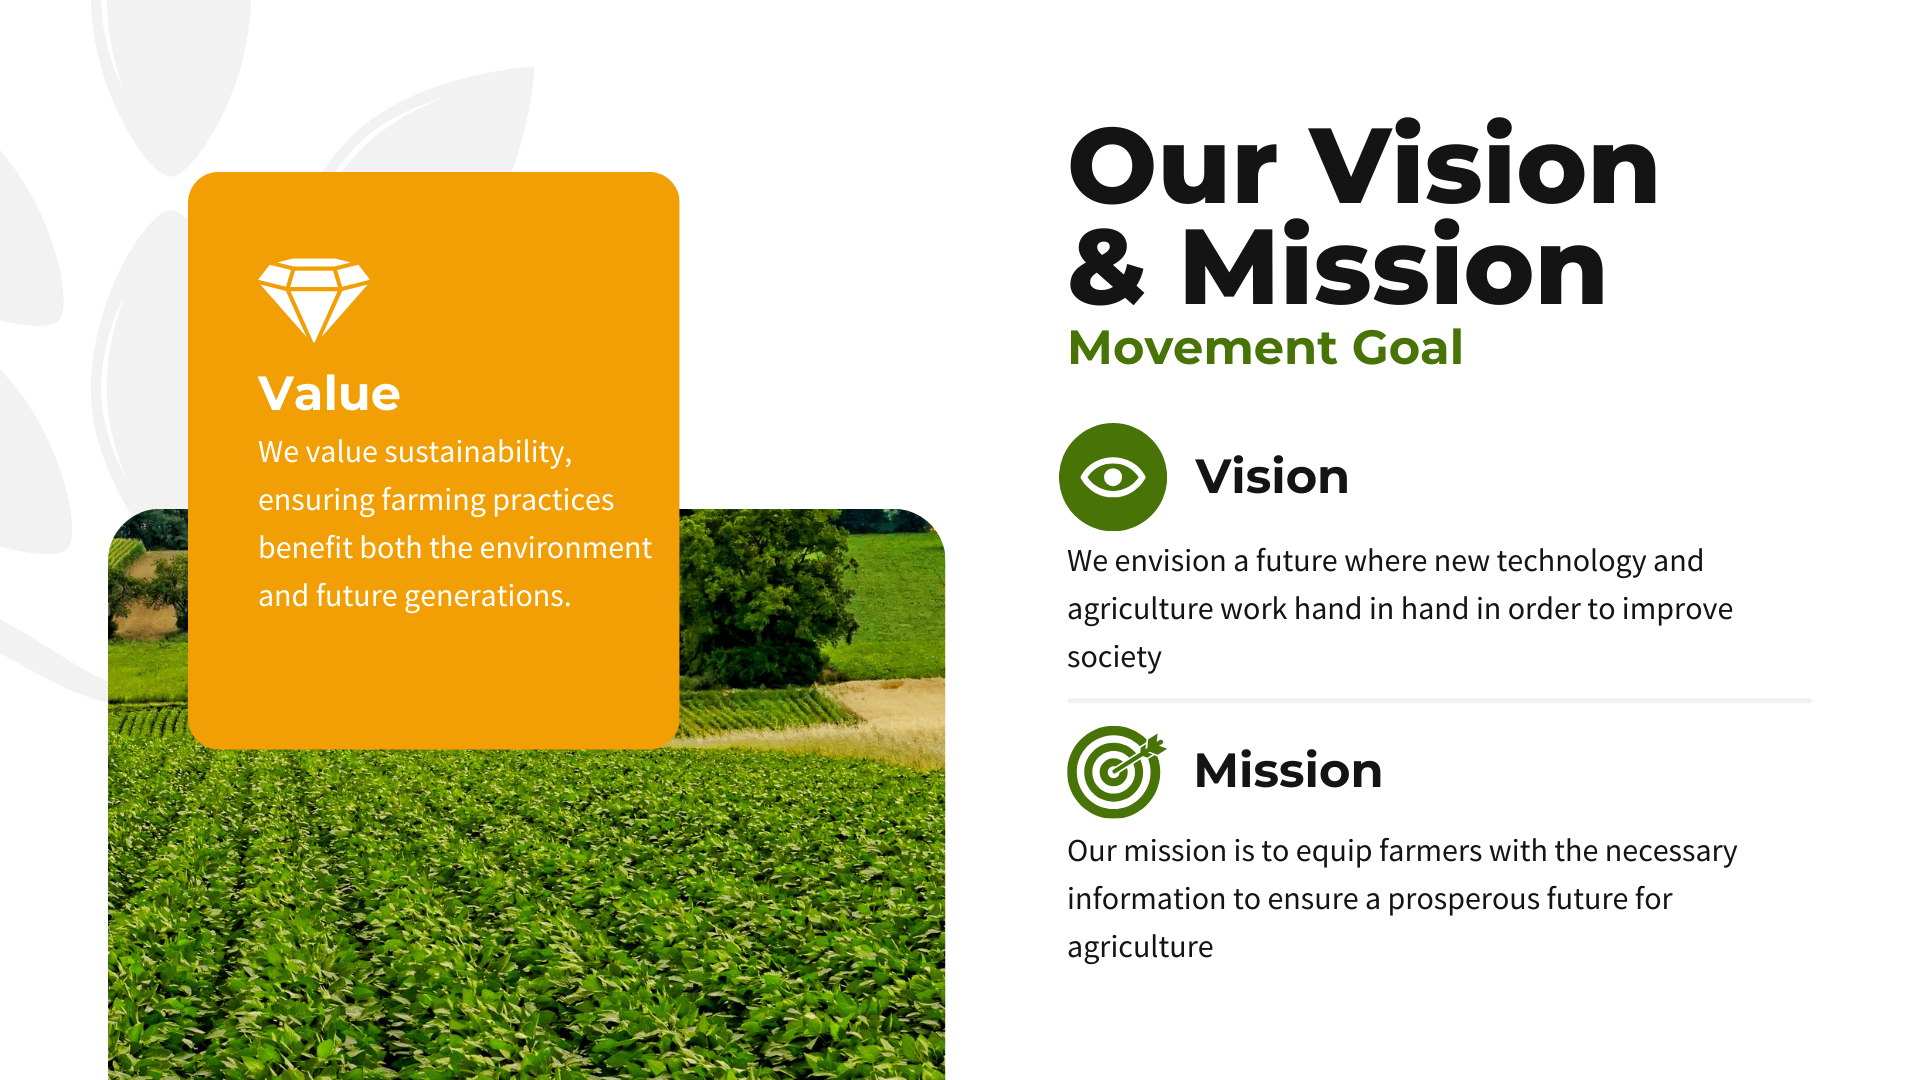 Our Vision
& Mission
Movement Goal
Value
We value sustainability,
ensuring farming practices
benefit both the environment
and future generations.
Vision
We envision a future where new technology and
agriculture work hand in hand in order to improve
society
Mission
Our mission is to equip farmers with the necessary
information to ensure a prosperous future for
agriculture